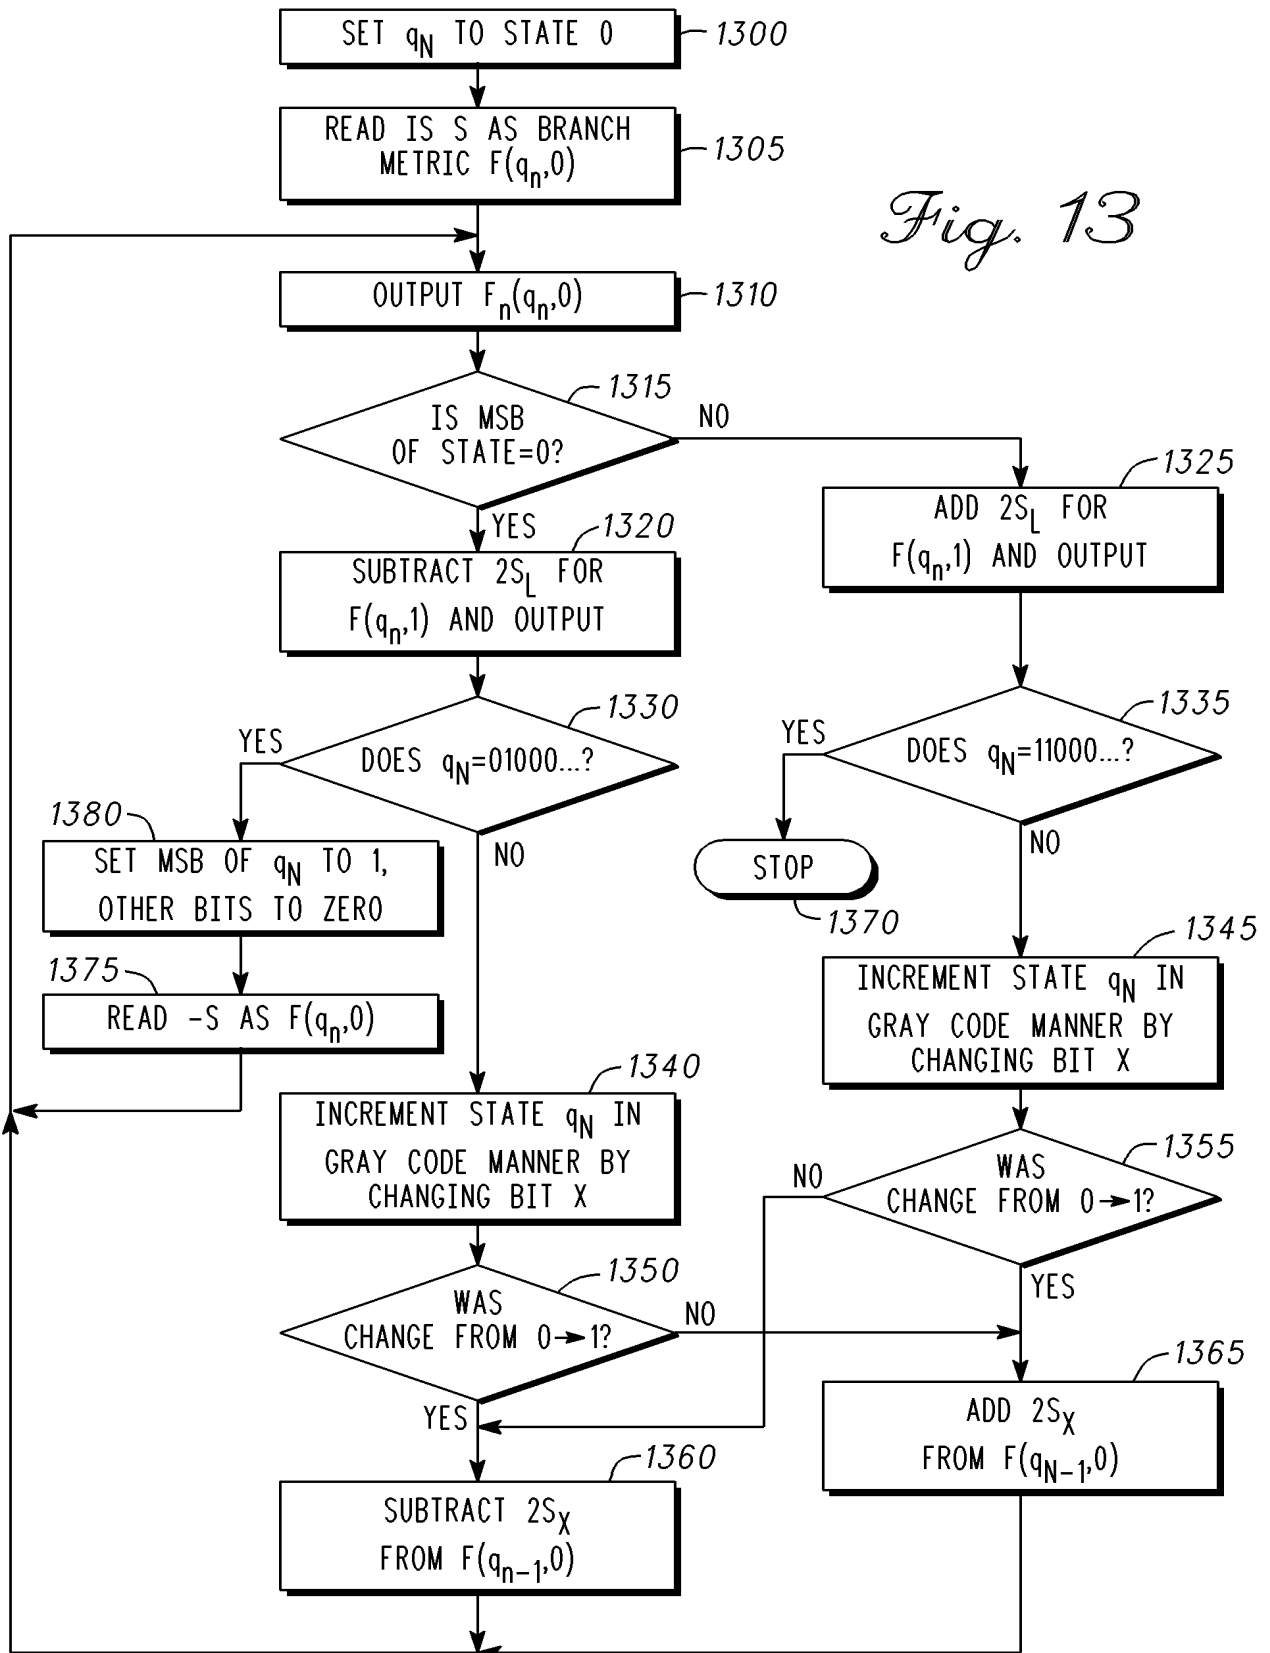 SET qN TO STATE 0
1300
READ IS S AS BRANCH
METRIC F(qn,0)
1305
Fig. 13
OUTPUT Fn(qn,0)
1310
1315
IS MSB
OF STATE=0?
NO
YES
1320
SUBTRACT 2SL FOR
F(qn,1) AND OUTPUT
1325
ADD 2SL FOR
F(qn,1) AND OUTPUT
1330
DOES qN=01000...?
YES
NO
1335
DOES qN=11000...?
YES
NO
1380
SET MSB OF qN TO 1,
OTHER BITS TO ZERO
STOP
1370
1375
READ -S AS F(qn,0)
1345
INCREMENT STATE qN IN
GRAY CODE MANNER BY
CHANGING BIT X
1340
INCREMENT STATE qN IN
GRAY CODE MANNER BY
CHANGING BIT X
1355
WAS
CHANGE FROM 0→1?
NO
YES
1350
WAS
CHANGE FROM 0→1?
NO
YES
1365
ADD 2SX
FROM F(qN-1,0)
1360
SUBTRACT 2SX
FROM F(qn-1,0)